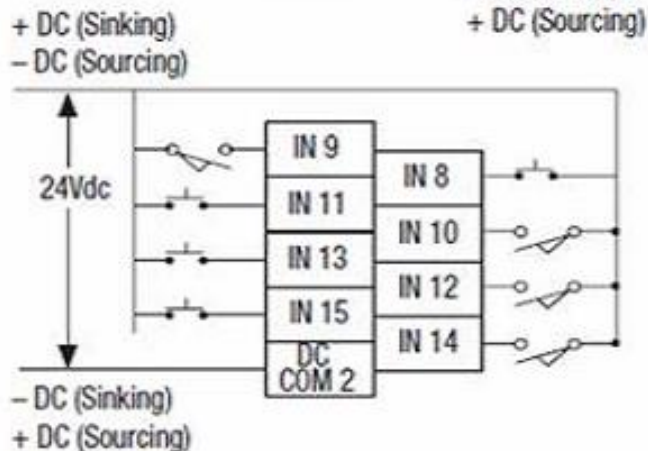 + DC (Sinking)
– DC (Sourcing)
+ DC (Sourcing)
24Vdc
IN 9
IN 11
IN 13
IN 15
DC
COM 2
IN 8
IN 10
IN 12
IN 14
– DC (Sinking)
+ DC (Sourcing)